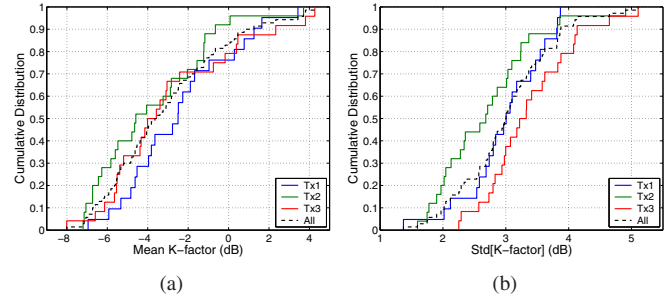 1
0.9
0.8
0.7
0.6
0.5
0.4
0.3
0.2
0.1
0
Cumulative Distribution
-8 -6 -4 -2 0 2 4
Mean K-factor (dB)
Tx1
Tx2
Tx3
All
(a)
1
0.9
0.8
0.7
0.6
0.5
0.4
0.3
0.2
0.1
0
Cumulative Distribution
1 2 3 4 5
Std[K-factor] (dB)
Tx1
Tx2
Tx3
All
(b)